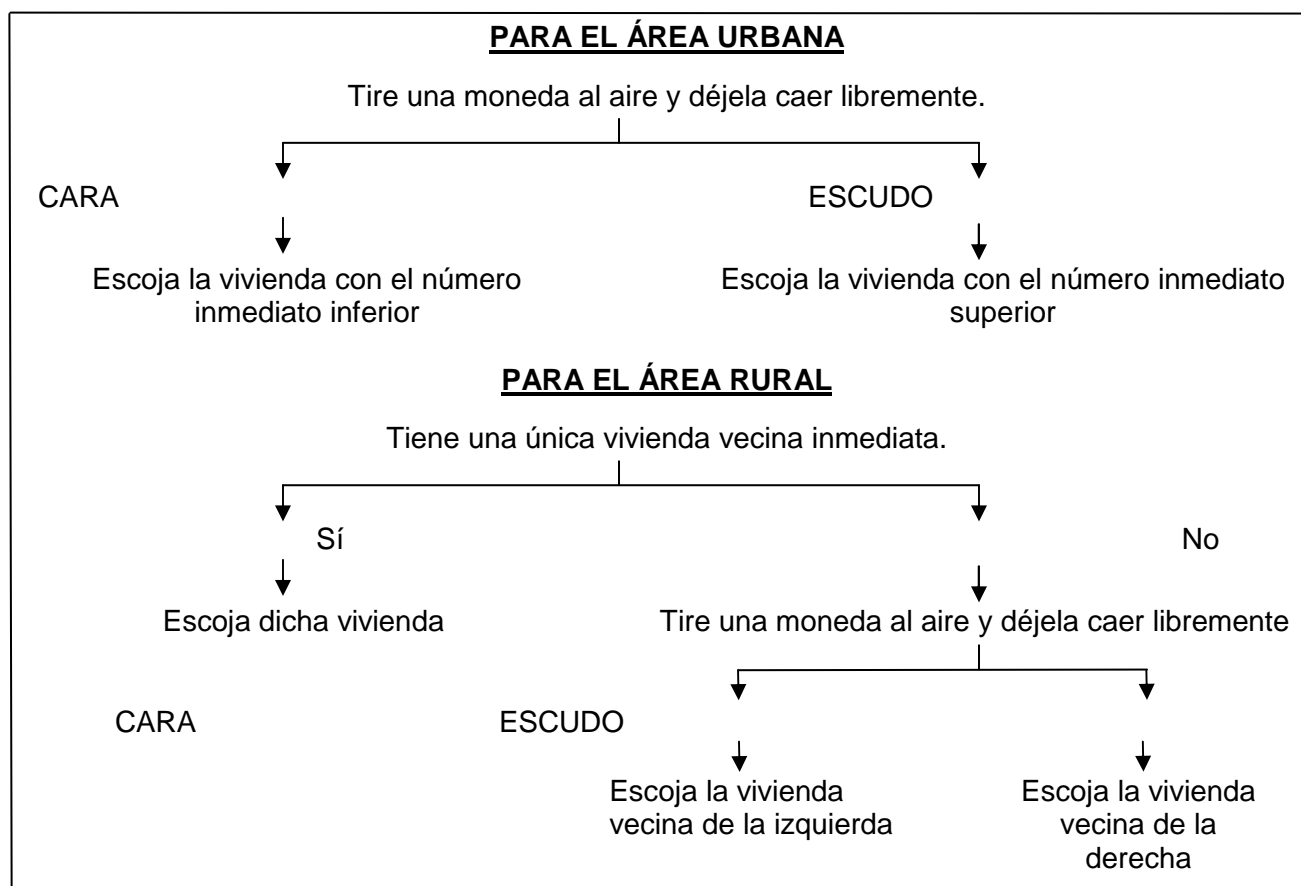 PARA EL ÁREA URBANA
Tire una moneda al aire y déjela caer libremente.
CARA
ESCUDO
Escoja la vivienda con el número
inmediato inferior
Escoja la vivienda con el número inmediato
superior
PARA EL ÁREA RURAL
Tiene una única vivienda vecina inmediata.
Sí
No
Escoja dicha vivienda
Tire una moneda al aire y déjela caer libremente
CARA
ESCUDO
Escoja la vivienda
vecina de la izquierda
Escoja la vivienda
vecina de la
derecha